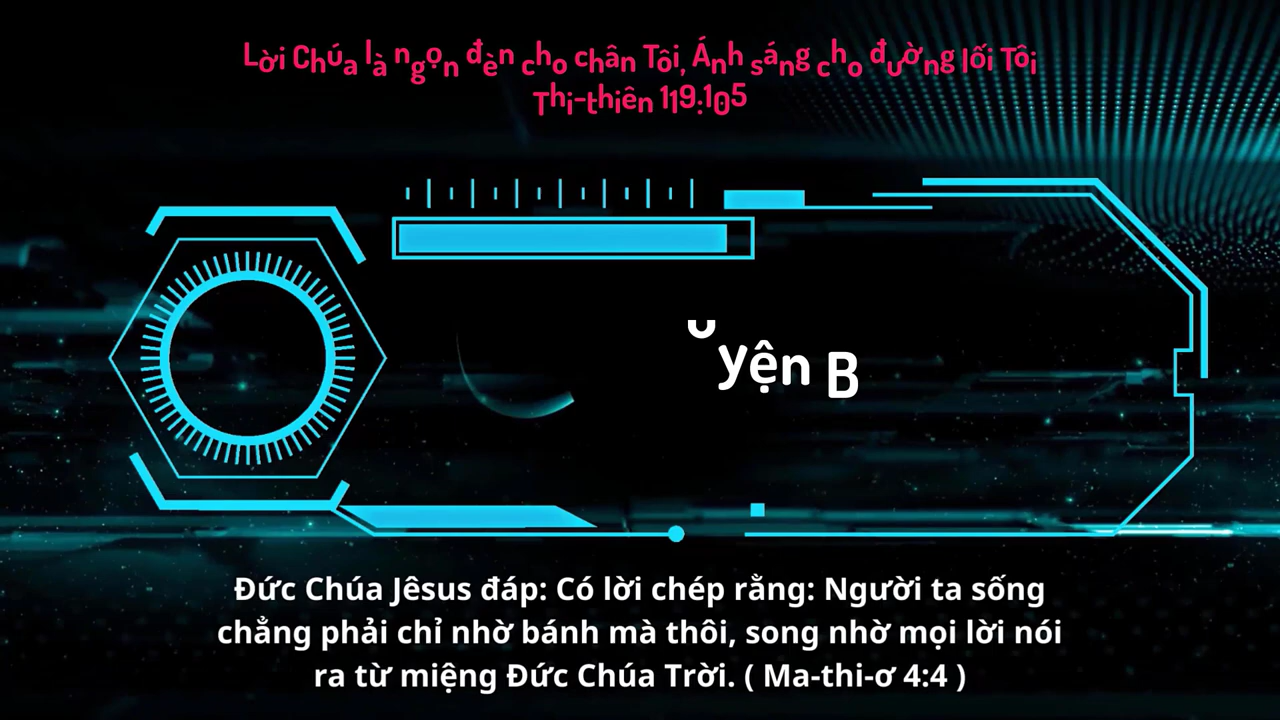 Lời Chúa là ngọn đèn cho chân Tôi, Ánh sáng cho đường lối Tôi
Thi-thiên 119:105
yện B
Đức Chúa Jêsus đáp: Có lời chép rằng: Người ta sống
chẳng phải chỉ nhờ bánh mà thôi, song nhờ mọi lời nói
ra từ miệng Đức Chúa Trời. ( Ma-thi-ơ 4:4 )